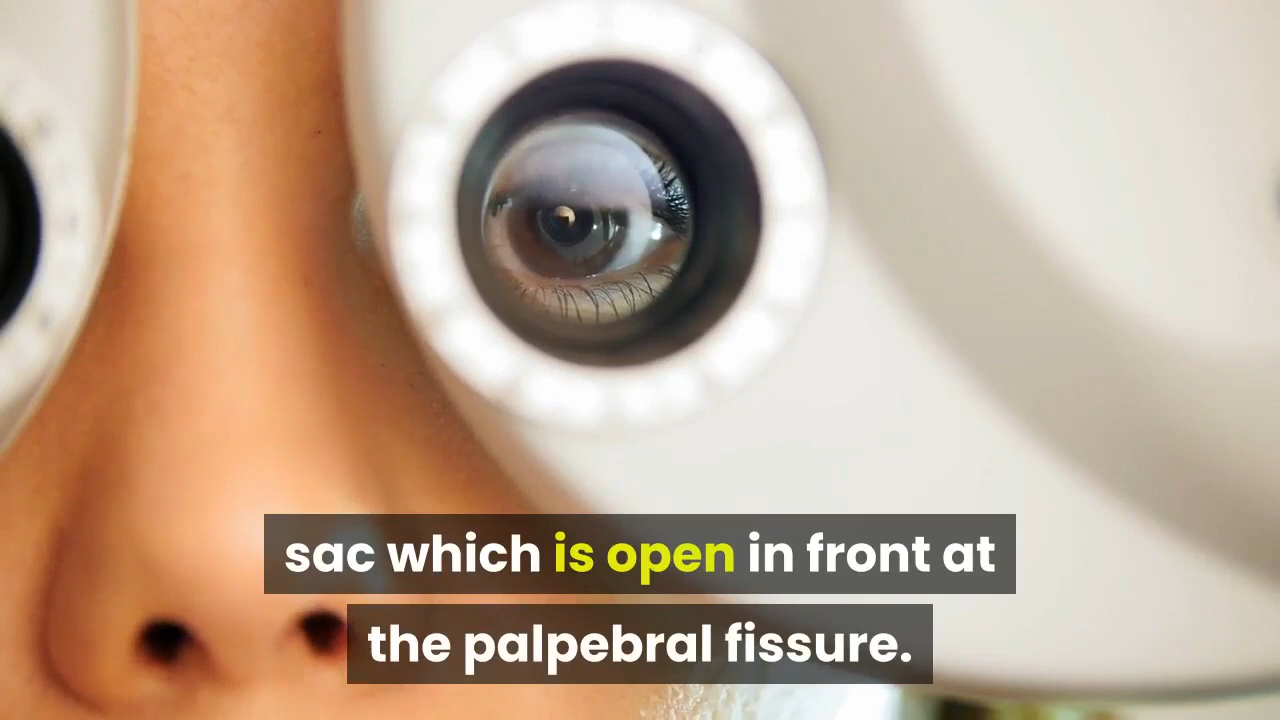 sac which is open in front at
the palpebral fissure.